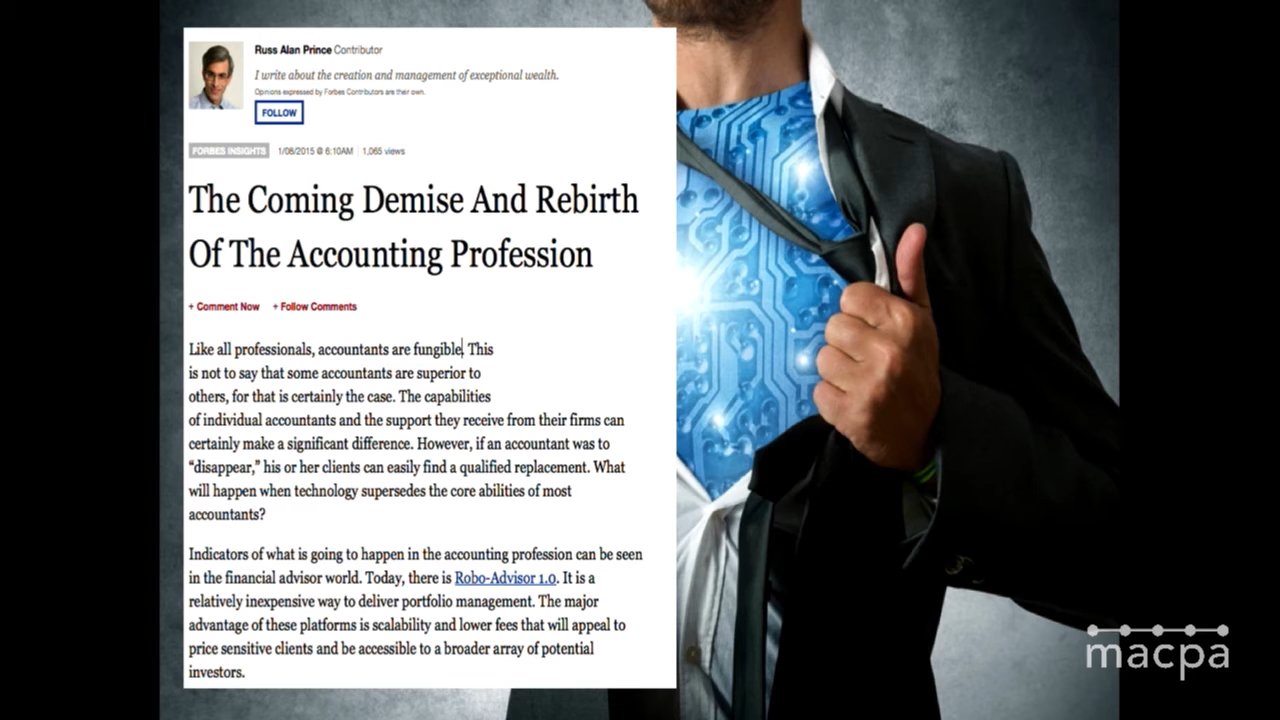 Russ Alan Prince Contributor
I write about the creation and management of exceptional wealth.
Opinions expressed by Forbes Contributors are their own.
FOLLOW
FORBES INSIGHTS 1/08/2015 @ 6:10AM 1,065 views
The Coming Demise And Rebirth
Of The Accounting Profession
+ Comment Now + Follow Comments
Like all professionals, accountants are fungible. This
is not to say that some accountants are superior to
others, for that is certainly the case. The capabilities
of individual accountants and the support they receive from their firms can
certainly make a significant difference. However, if an accountant was to
“disappear,” his or her clients can easily find a qualified replacement. What
will happen when technology supersedes the core abilities of most
accountants?
Indicators of what is going to happen in the accounting profession can be seen
in the financial advisor world. Today, there is Robo-Advisor 1.0. It is a
relatively inexpensive way to deliver portfolio management. The major
advantage of these platforms is scalability and lower fees that will appeal to
price sensitive clients and be accessible to a broader array of potential
investors.
macpa